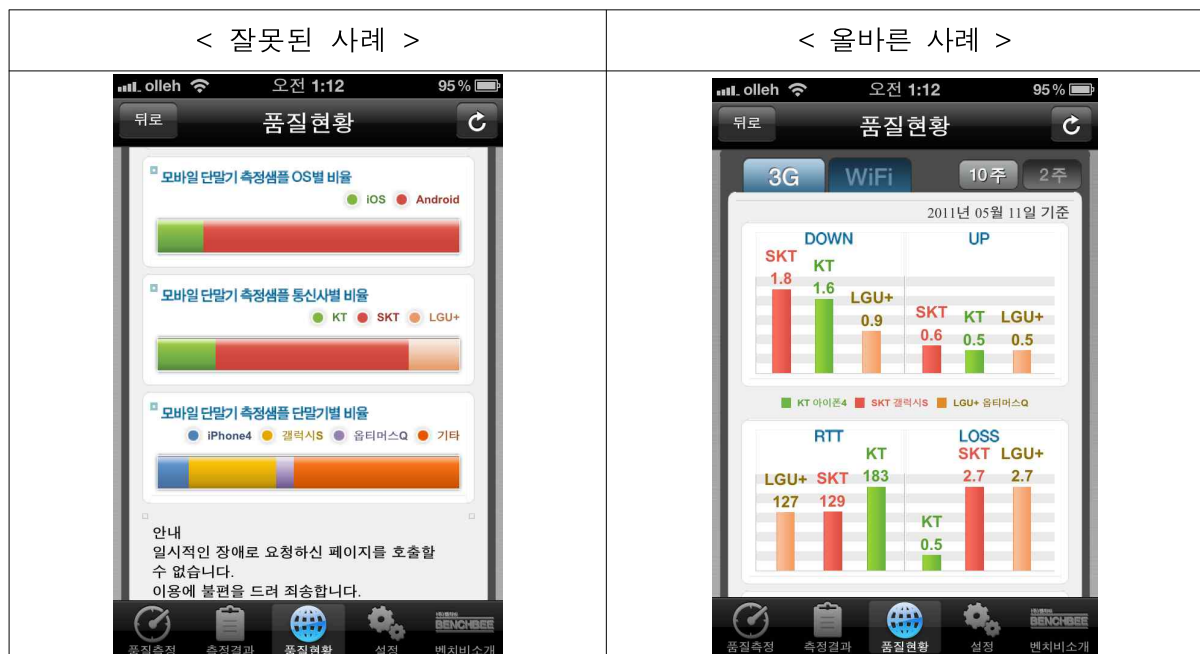 < 잘못된 사례 >
olleh 오전 1:12 95%
뒤로 품질현황
모바일 단말기 측정샘플 OS별 비율
iOS Android
모바일 단말기 측정샘플 통신사별 비율
KT SKT LGU+
모바일 단말기 측정샘플 단말기별 비율
iPhone4 갤럭시S 옵티머스Q 기타
안내
일시적인 장애로 요청하신 페이지를 호출할
수 없습니다.
이용에 불편을 드려 죄송합니다.
BENCHBEE
품질측정 측정결과 품질현황 설정 벤치비소개
< 올바른 사례 >
olleh 오전 1:12 95%
뒤로 품질현황
3G WiFi 10주 2주
2011년 05월 11일 기준
DOWN UP
SKT
1.8
KT
1.6
LGU+
0.9
SKT
0.6
KT
0.5
LGU+
0.5
KT 아이폰4 SKT 갤럭시S LGU+ 옵티머스Q
RTT LOSS
LGU+
127
SKT
129
KT
183
KT
0.5
SKT
2.7
LGU+
2.7
BENCHBEE
품질측정 측정결과 품질현황 설정 벤치비소개